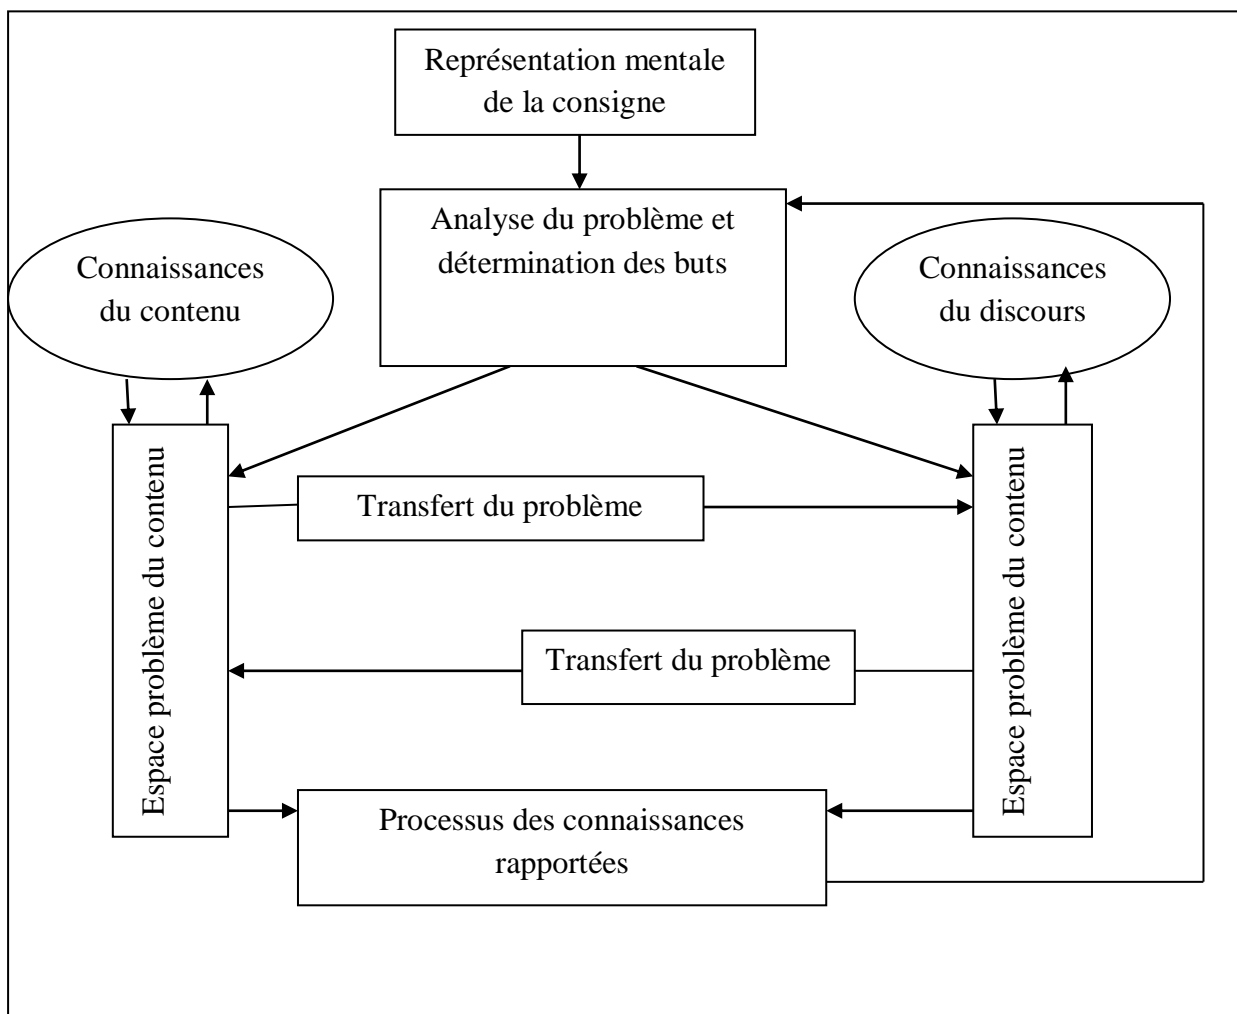 Représentation mentale
de la consigne
Analyse du problème et
détermination des buts
Connaissances
du contenu
Connaissances
du discours
Espace problème du contenu
Transfert du problème
Espace problème du contenu
Transfert du problème
Processus des connaissances
rapportées